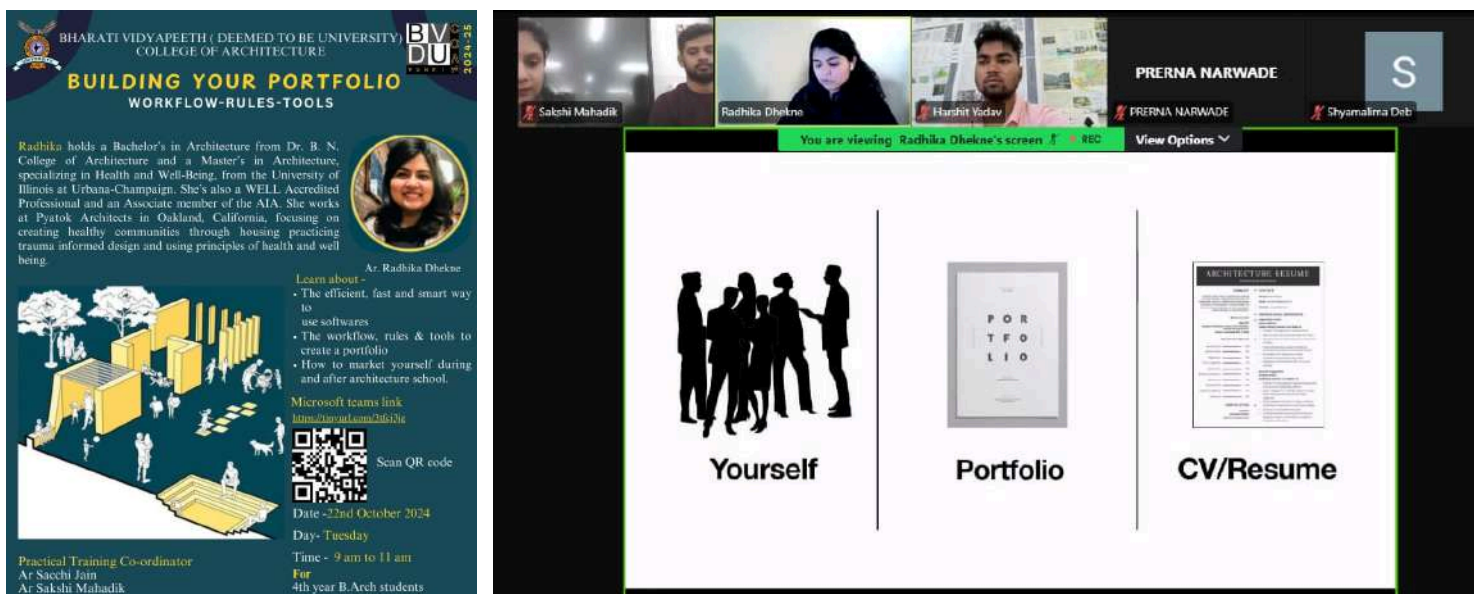 BHARATI VIDYAPEETH ( DEEMED TO BE UNIVERSITY)
COLLEGE OF ARCHITECTURE
BV
DU
2024-25
BUILDING YOUR PORTFOLIO
WORKFLOW-RULES-TOOLS
Radhika holds a Bachelor's in Architecture from Dr. B. N.
College of Architecture and a Master's in Architecture,
specializing in Health and Well-Being, from the University of
Illinois at Urbana-Champaign. She's also a WELL Accredited
Professional and an Associate member of the AIA. She works
at Pyatok Architects in Oakland, California, focusing on
creating healthy communities through housing practicing
trauma informed design and using principles of health and well
being.
Ar. Radhika Dhekne
Learn about -
• The efficient, fast and smart way
to
use softwares
• The workflow, rules & tools to
create a portfolio
• How to market yourself during
and after architecture school.
Microsoft teams link
Scan QR code
Date -22nd October 2024
Day- Tuesday
Time - 9 am to 11 am
For
4th year B.Arch students
Practical Training Co-ordinator
Ar Sacchi Jain
Ar Sakshi Mahadik
Sakshi Mahadik
Radhika Dhekne
Harshit Yadav
PRERNA NARWADE
PRERNA NARWADE
S
Shyamalima Deb
You are viewing Radhika Dhekne's screen
REC
View Options
POR
TFO
LIO
ARCHITECTURE RESUME
Yourself
Portfolio
CV/Resume